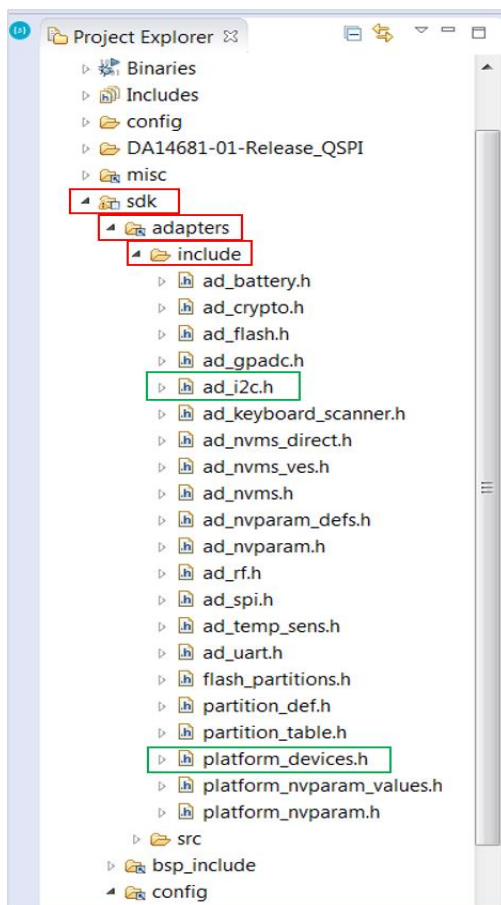 Project Explorer
Binaries
Includes
config
DA14681-01-Release_QSPI
misc
sdk
adapters
include
ad_battery.h
ad_crypto.h
ad_flash.h
ad_gpadc.h
ad_i2c.h
ad_keyboard_scanner.h
ad_nvms_direct.h
ad_nvms_ves.h
ad_nvms.h
ad_nvparam_defs.h
ad_nvparam.h
ad_rf.h
ad_spi.h
ad_temp_sens.h
ad_uart.h
flash_partitions.h
partition_def.h
partition_table.h
platform_devices.h
platform_nvparam_values.h
platform_nvparam.h
src
bsp_include
config